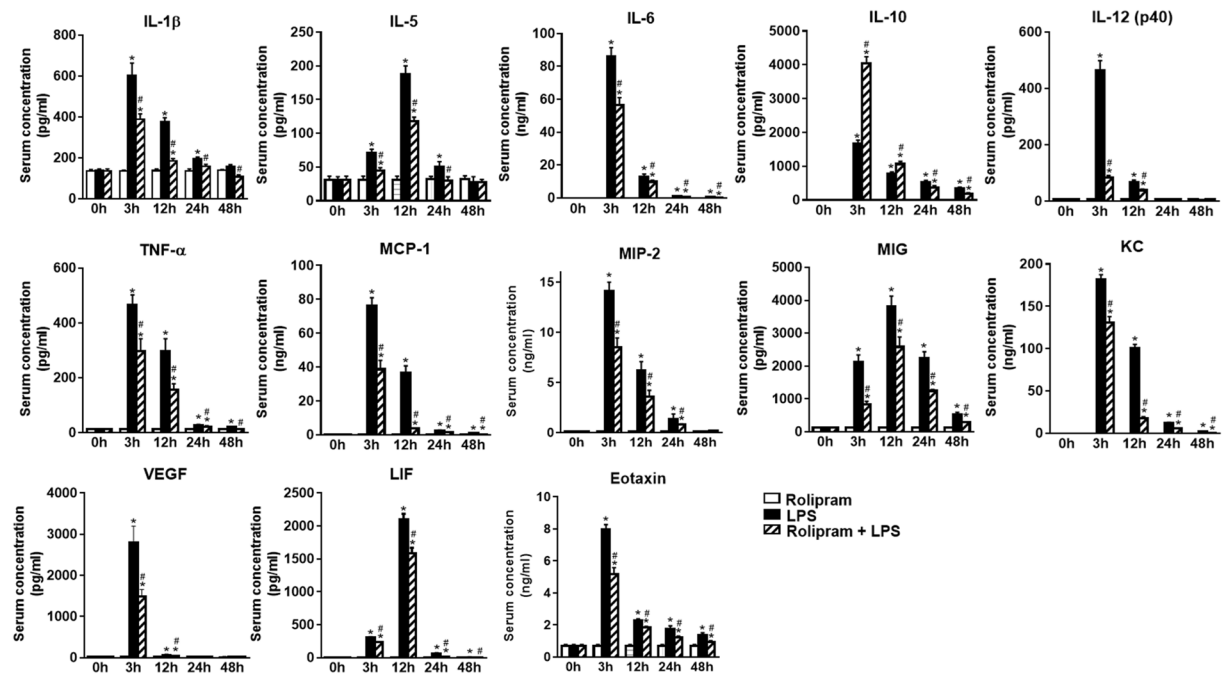 IL-1β
Serum concentration
(pg/ml)
800
600
400
200
0
0h 3h 12h 24h 48h
IL-5
Serum concentration
(pg/ml)
250
200
150
100
50
0
0h 3h 12h 24h 48h
IL-6
Serum concentration
(ng/ml)
100
80
60
40
20
0
0h 3h 12h 24h 48h
IL-10
Serum concentration
(pg/ml)
5000
4000
3000
2000
1000
0
0h 3h 12h 24h 48h
IL-12 (p40)
Serum concentration
(pg/ml)
600
400
200
0
0h 3h 12h 24h 48h
TNF-α
Serum concentration
(pg/ml)
600
400
200
0
0h 3h 12h 24h 48h
MCP-1
Serum concentration
(ng/ml)
100
80
60
40
20
0
0h 3h 12h 24h 48h
MIP-2
Serum concentration
(ng/ml)
15
10
5
0
0h 3h 12h 24h 48h
MIG
Serum concentration
(pg/ml)
5000
4000
3000
2000
1000
0
0h 3h 12h 24h 48h
KC
Serum concentration
(ng/ml)
200
150
100
50
0
0h 3h 12h 24h 48h
VEGF
Serum concentration
(pg/ml)
4000
3000
2000
1000
0
0h 3h 12h 24h 48h
LIF
Serum concentration
(pg/ml)
2500
2000
1500
1000
500
0
0h 3h 12h 24h 48h
Eotaxin
Serum concentration
(ng/ml)
10
8
6
4
2
0
0h 3h 12h 24h 48h
Rolipram
LPS
Rolipram + LPS